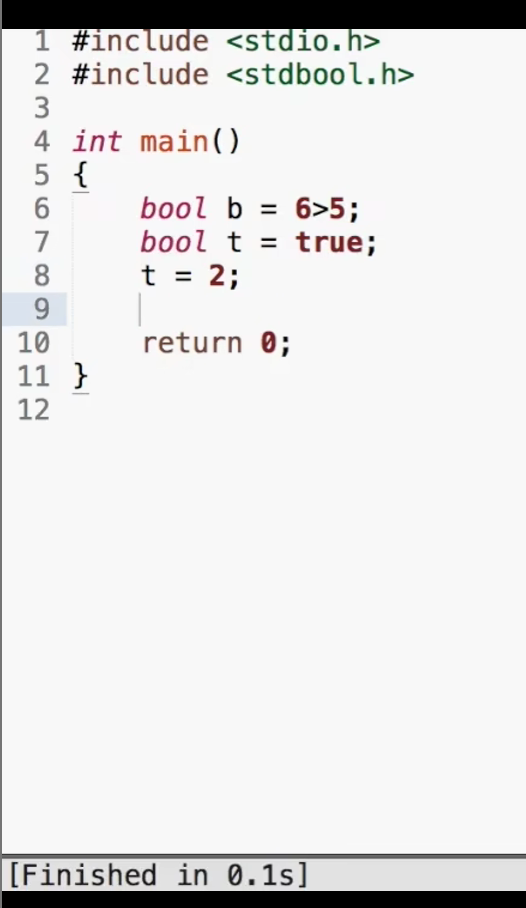 1 #include <stdio.h>
2 #include <stdbool.h>
3
4 int main()
5 {
6     bool b = 6>5;
7     bool t = true;
8     t = 2;
9
10     return 0;
11 }
12
[Finished in 0.1s]